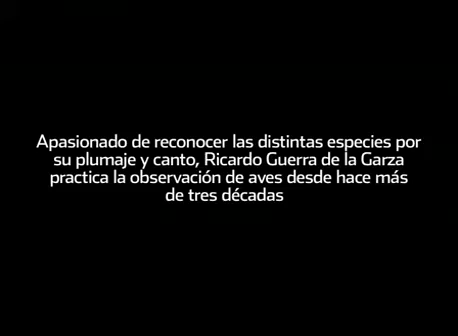 Apasionado de reconocer las distintas especies por
su plumaje y canto, Ricardo Guerra de la Garza
practica la observación de aves desde hace más
de tres décadas